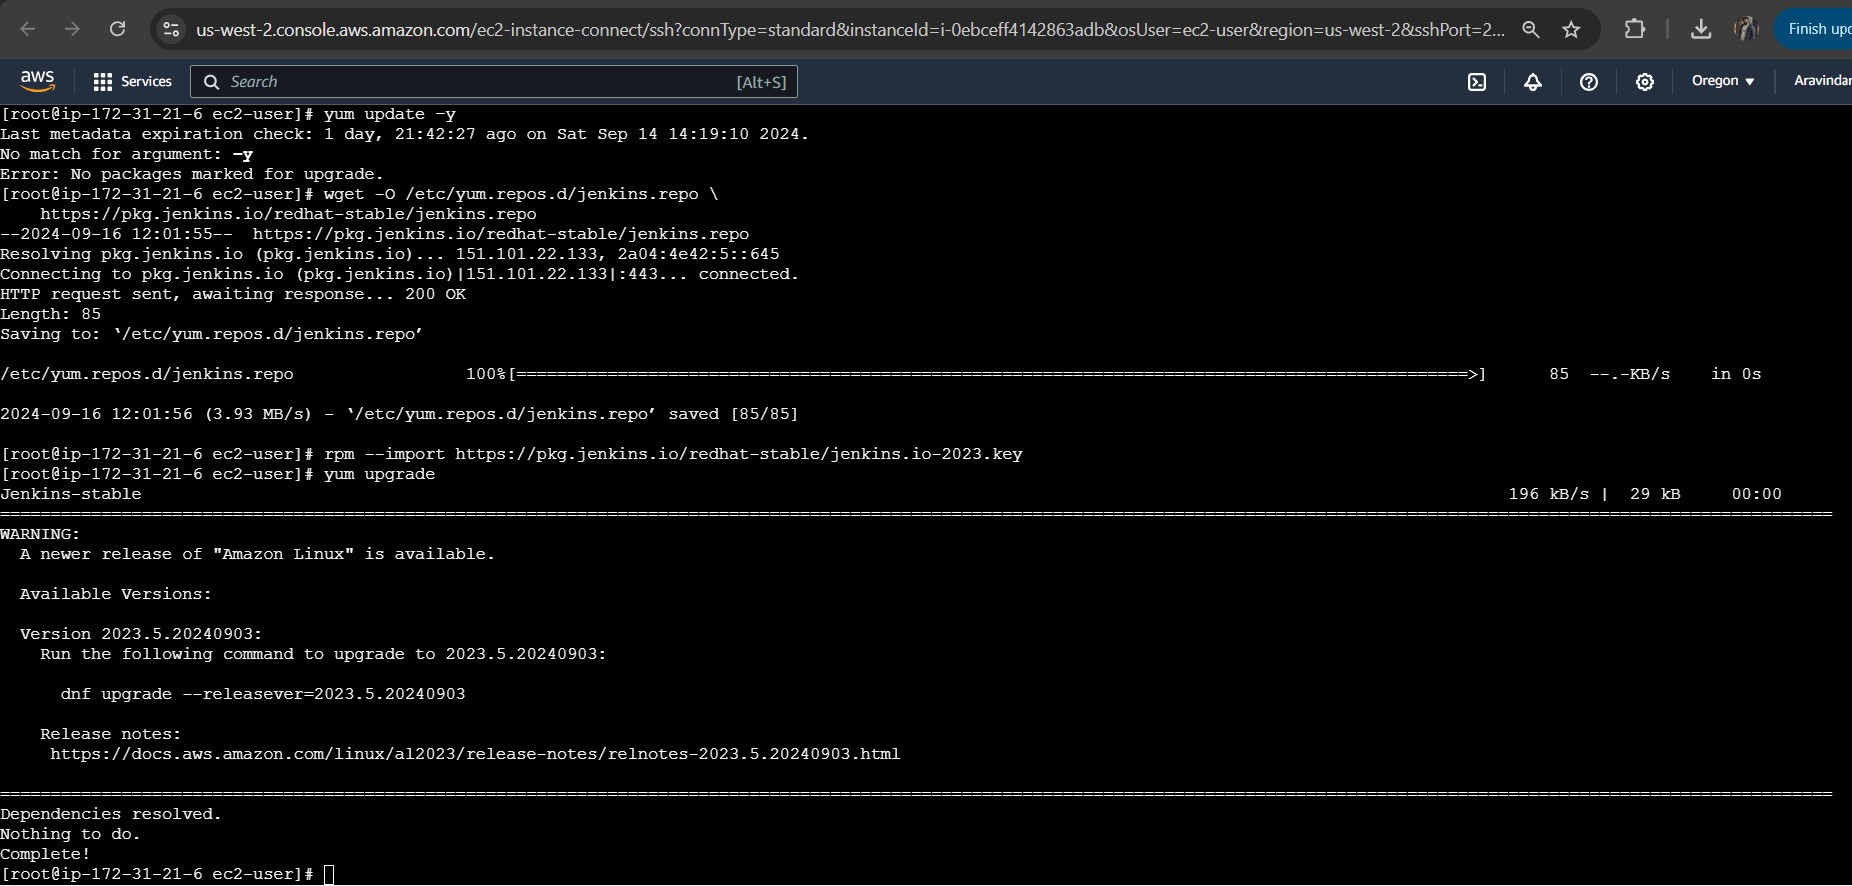 us-west-2.console.aws.amazon.com/ec2-instance-connect/ssh?connType=standard&instanceId=i-0ebceff4142863adb&osUser=ec2-user&region=us-west-2&sshPort=2...
Finish upd
aws
Services
Search
[Alt+S]
Oregon
Aravindar
[root@ip-172-31-21-6 ec2-user]# yum update –y
Last metadata expiration check: 1 day, 21:42:27 ago on Sat Sep 14 14:19:10 2024.
No match for argument: –y
Error: No packages marked for upgrade.
[root@ip-172-31-21-6 ec2-user]# wget -O /etc/yum.repos.d/jenkins.repo \
    https://pkg.jenkins.io/redhat-stable/jenkins.repo
--2024-09-16 12:01:55--  https://pkg.jenkins.io/redhat-stable/jenkins.repo
Resolving pkg.jenkins.io (pkg.jenkins.io)... 151.101.22.133, 2a04:4e42:5::645
Connecting to pkg.jenkins.io (pkg.jenkins.io)|151.101.22.133|:443... connected.
HTTP request sent, awaiting response... 200 OK
Length: 85
Saving to: ‘/etc/yum.repos.d/jenkins.repo’
/etc/yum.repos.d/jenkins.repo 100%[==============================================================================================>] 85 --.-KB/s in 0s
2024-09-16 12:01:56 (3.93 MB/s) - ‘/etc/yum.repos.d/jenkins.repo’ saved [85/85]
[root@ip-172-31-21-6 ec2-user]# rpm --import https://pkg.jenkins.io/redhat-stable/jenkins.io-2023.key
[root@ip-172-31-21-6 ec2-user]# yum upgrade
Jenkins-stable 196 kB/s | 29 kB 00:00
WARNING:
  A newer release of "Amazon Linux" is available.
  Available Versions:
  Version 2023.5.20240903:
    Run the following command to upgrade to 2023.5.20240903:
      dnf upgrade --releasever=2023.5.20240903
    Release notes:
     https://docs.aws.amazon.com/linux/al2023/release-notes/relnotes-2023.5.20240903.html
Dependencies resolved.
Nothing to do.
Complete!
[root@ip-172-31-21-6 ec2-user]#